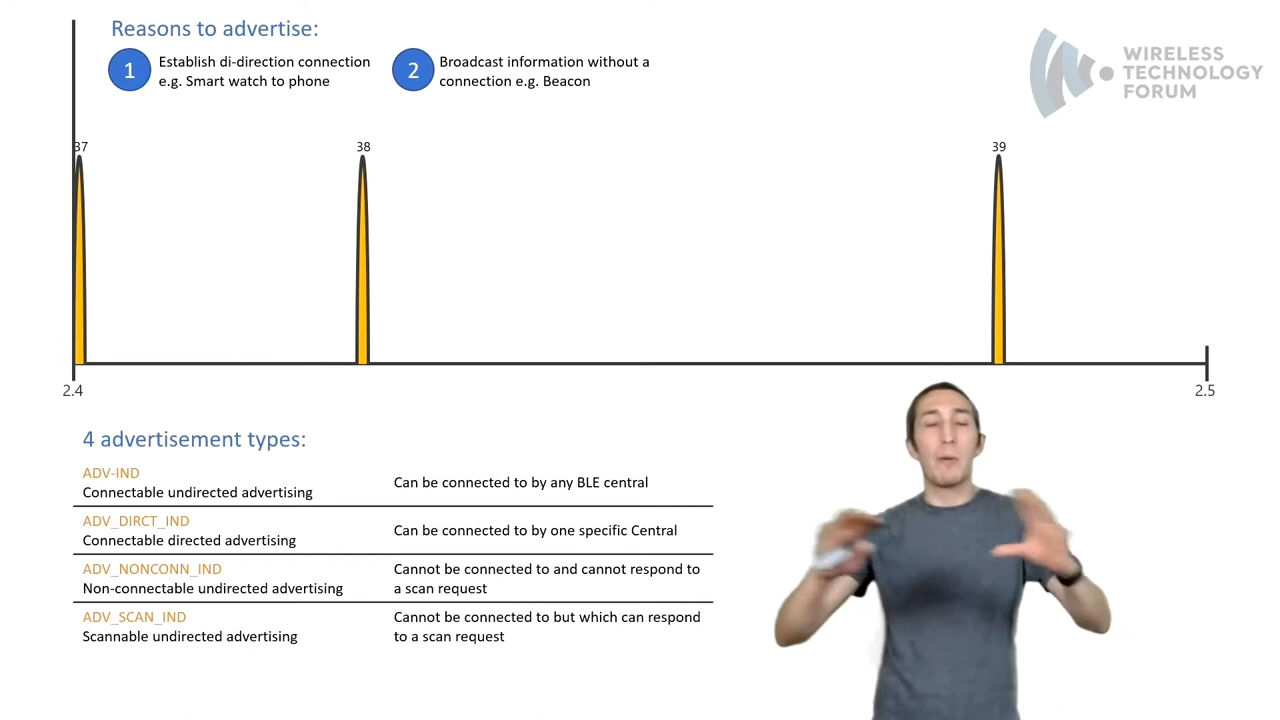 Reasons to advertise:
1
Establish di-direction connection
e.g. Smart watch to phone
2
Broadcast information without a
connection e.g. Beacon
WIRELESS
TECHNOLOGY
FORUM
37
38
39
2.4
2.5
4 advertisement types:
ADV-IND
Connectable undirected advertising
Can be connected to by any BLE central
ADV_DIRCT_IND
Connectable directed advertising
Can be connected to by one specific Central
ADV_NONCONN_IND
Non-connectable undirected advertising
Cannot be connected to and cannot respond to
a scan request
ADV_SCAN_IND
Scannable undirected advertising
Cannot be connected to but which can respond
to a scan request